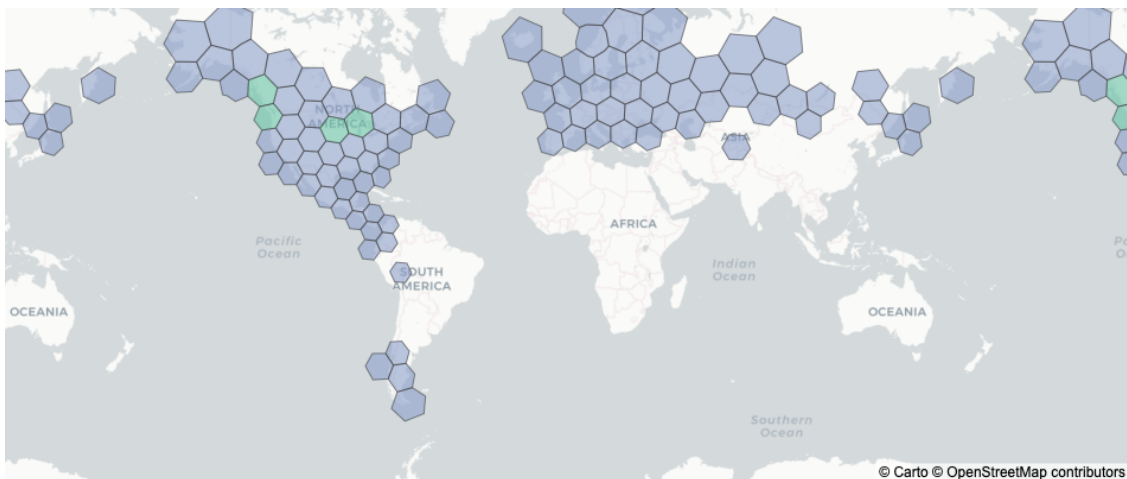 NORTH
AMERICA
ASIA
AFRICA
Pacific
Ocean
Indian
Ocean
SOUTH
AMERICA
OCEANIA
OCEANIA
Southern
Ocean
© Carto © OpenStreetMap contributors